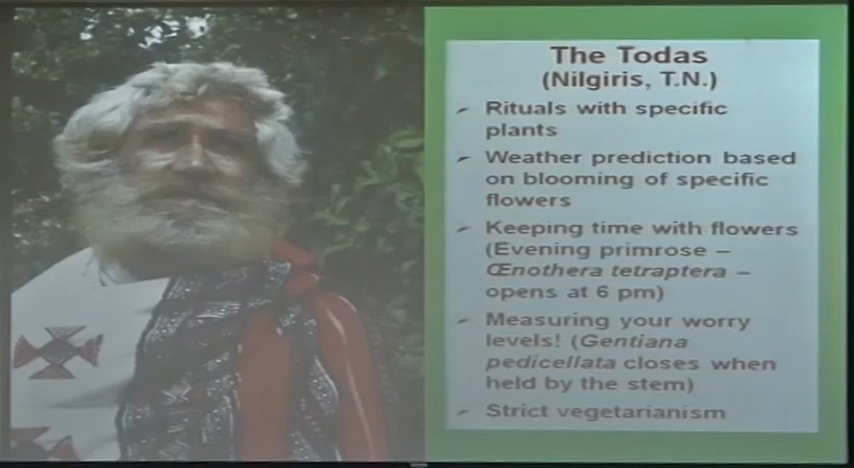 The Todas
(Nilgiris, T.N.)
Rituals with specific
plants
Weather prediction based
on blooming of specific
flowers
Keeping time with flowers
(Evening primrose –
Œnothera tetraptera –
opens at 6 pm)
Measuring your worry
levels! (Gentiana
pedicellata closes when
held by the stem)
Strict vegetarianism